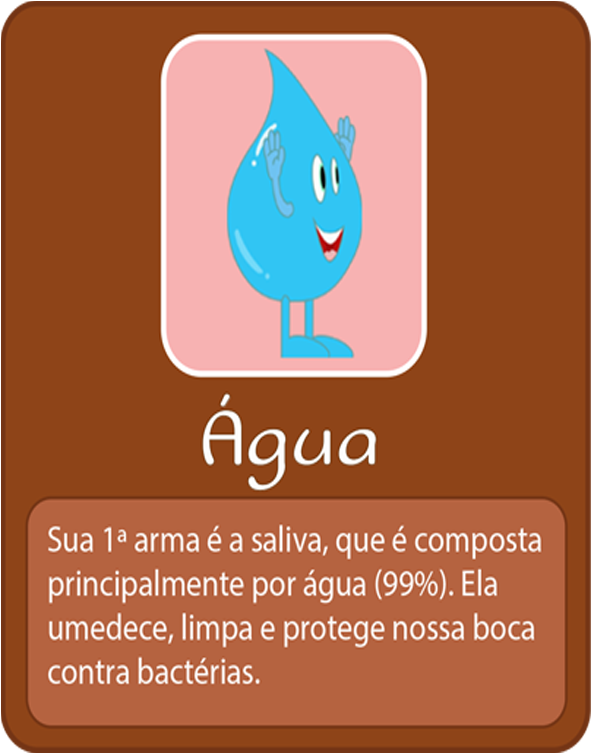 Água
Sua 1ª arma é a saliva, que é composta
principalmente por água (99%). Ela
umedece, limpa e protege nossa boca
contra bactérias.